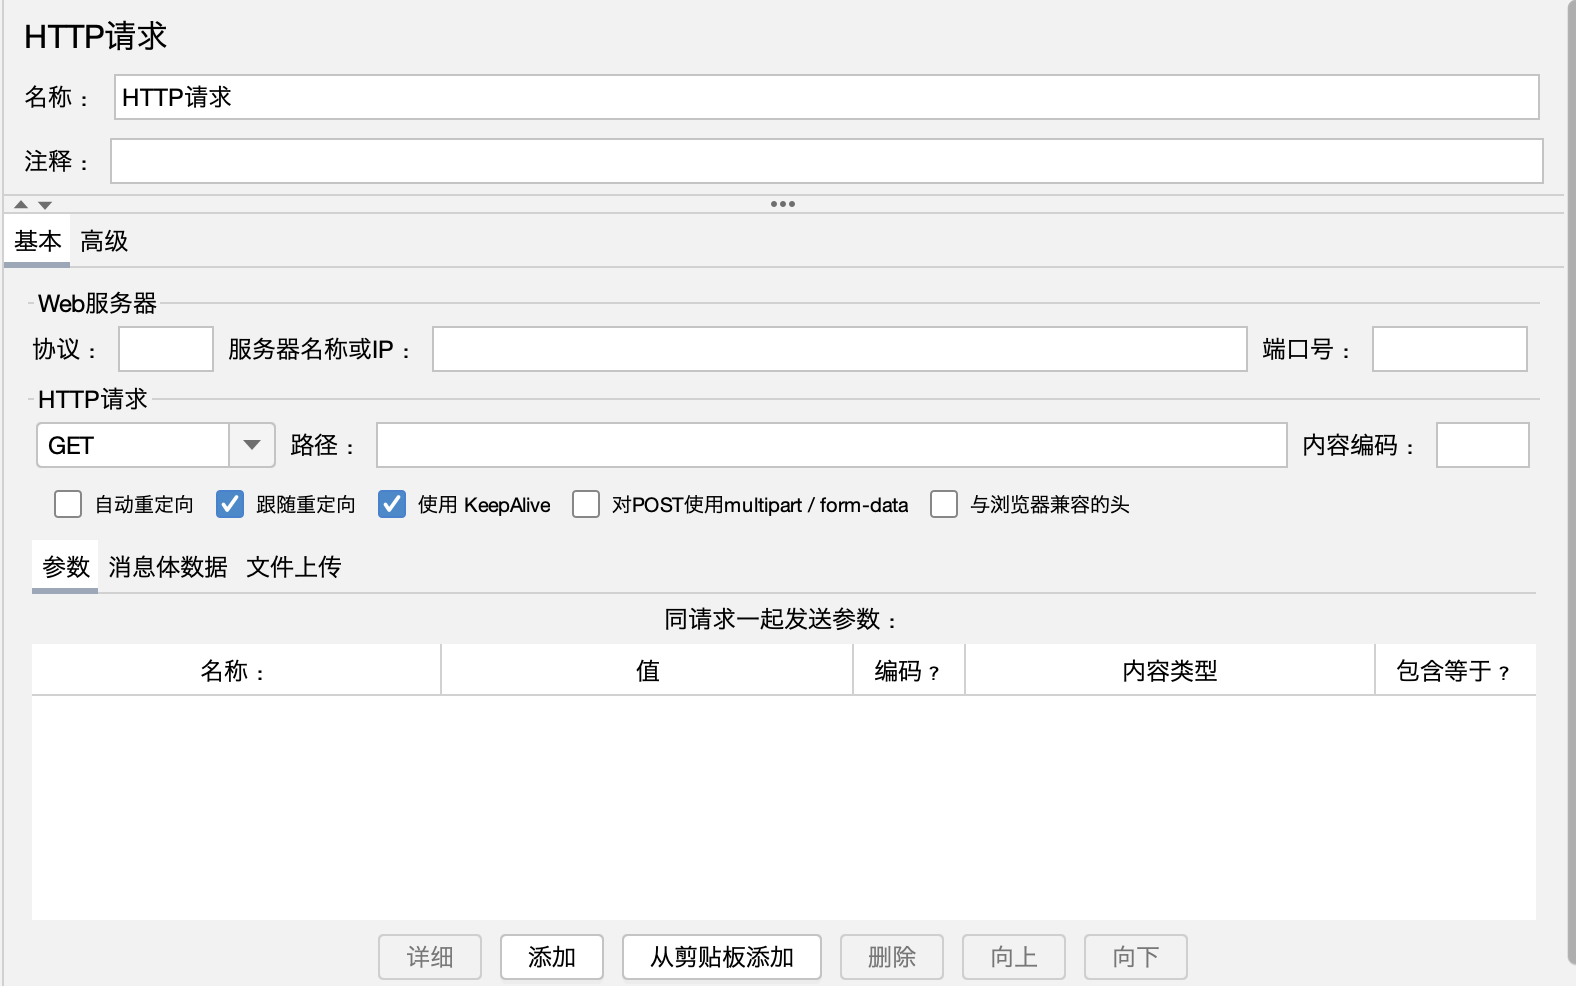 HTTP请求
名称： HTTP请求
注释：
基本 高级
Web服务器
协议： 服务器名称或IP： 端口号：
HTTP请求
GET 路径： 内容编码：
自动重定向 跟随重定向 使用 KeepAlive 对POST使用multipart / form-data 与浏览器兼容的头
参数 消息体数据 文件上传
同请求一起发送参数：
名称： 值 编码? 内容类型 包含等于?
详细 添加 从剪贴板添加 删除 向上 向下